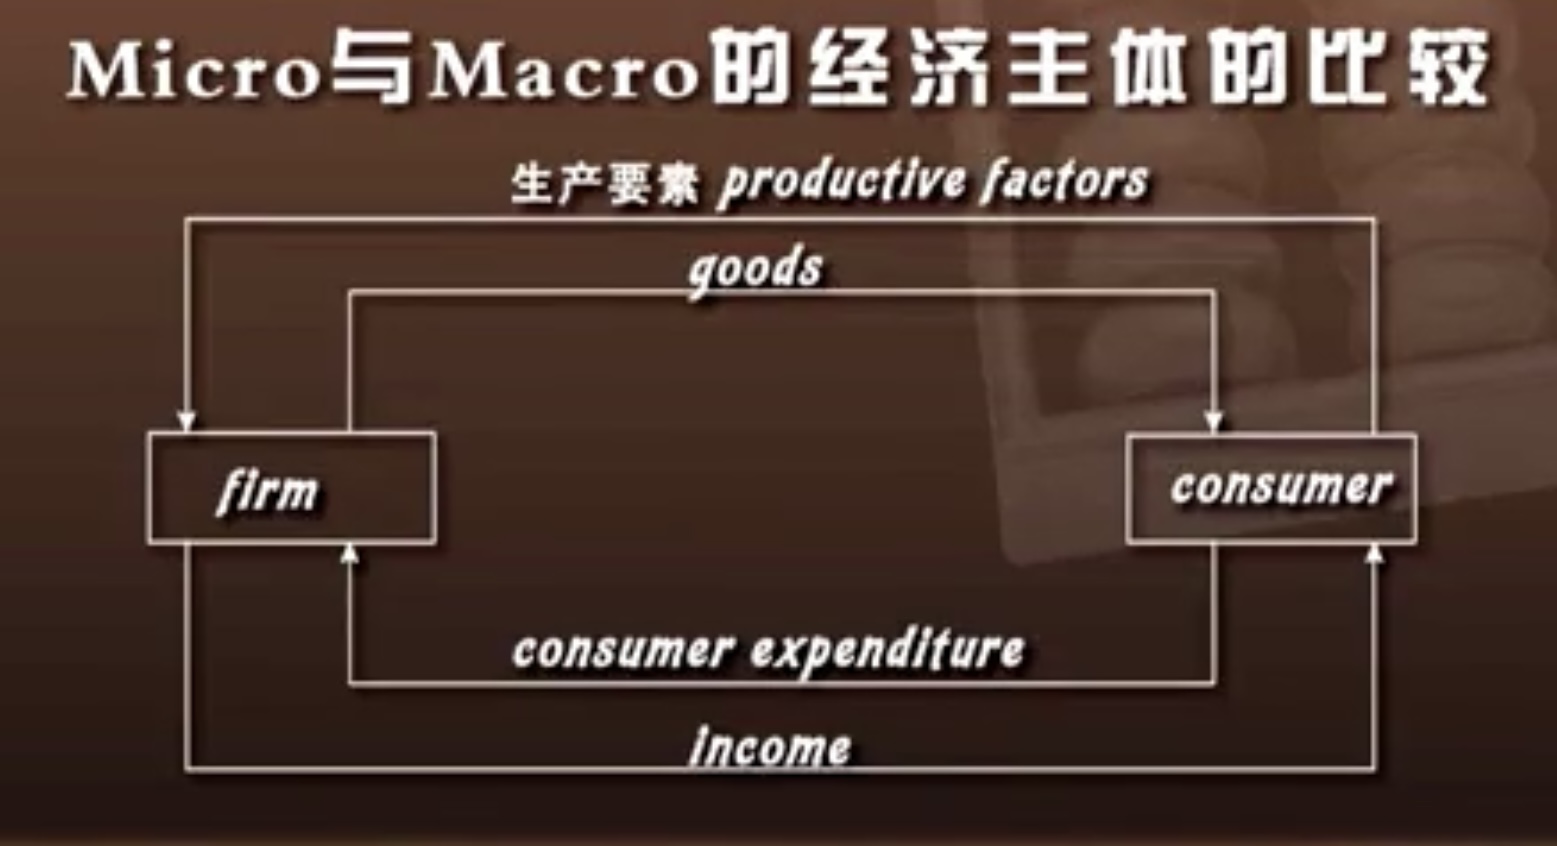 Micro与Macro的经济主体的比较
生产要素 productive factors
goods
firm
consumer
consumer expenditure
income